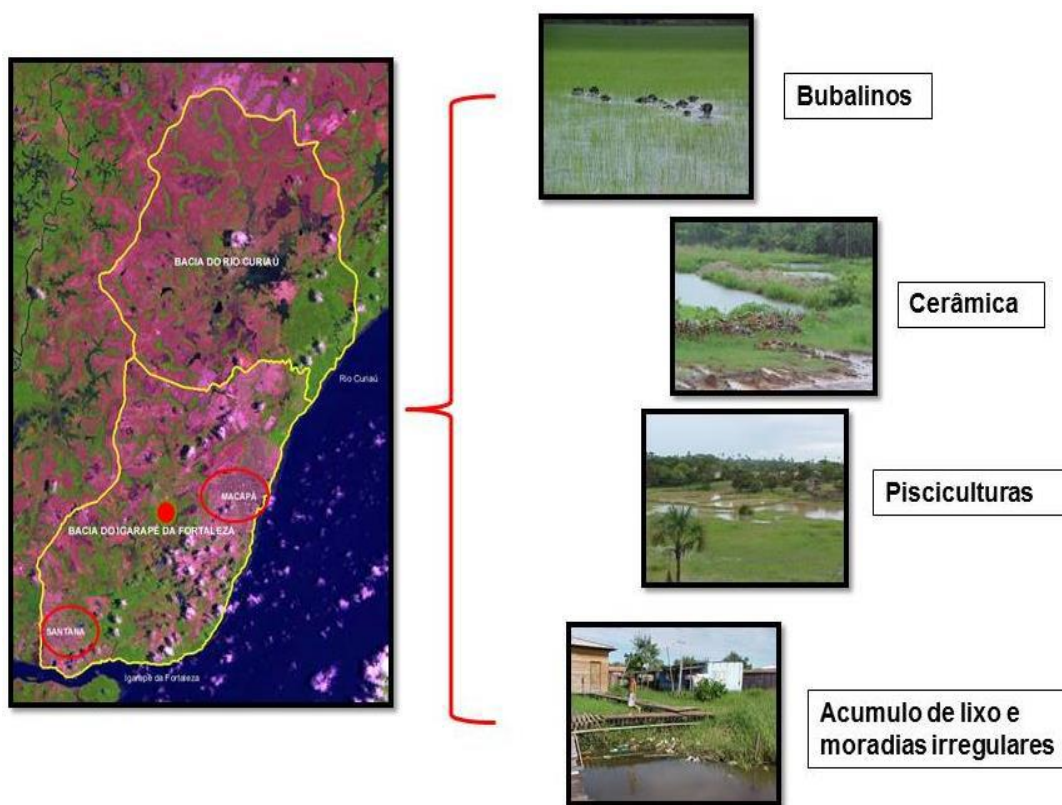 BACIA DO RIO CURIAÚ
Rio Curiaú
MACAPÁ
BACIA DO IGARAPÉ DA FORTALEZA
SANTANA
Igarapé da Fortaleza
Bubalinos
Cerâmica
Pisciculturas
Acumulo de lixo e
moradias irregulares